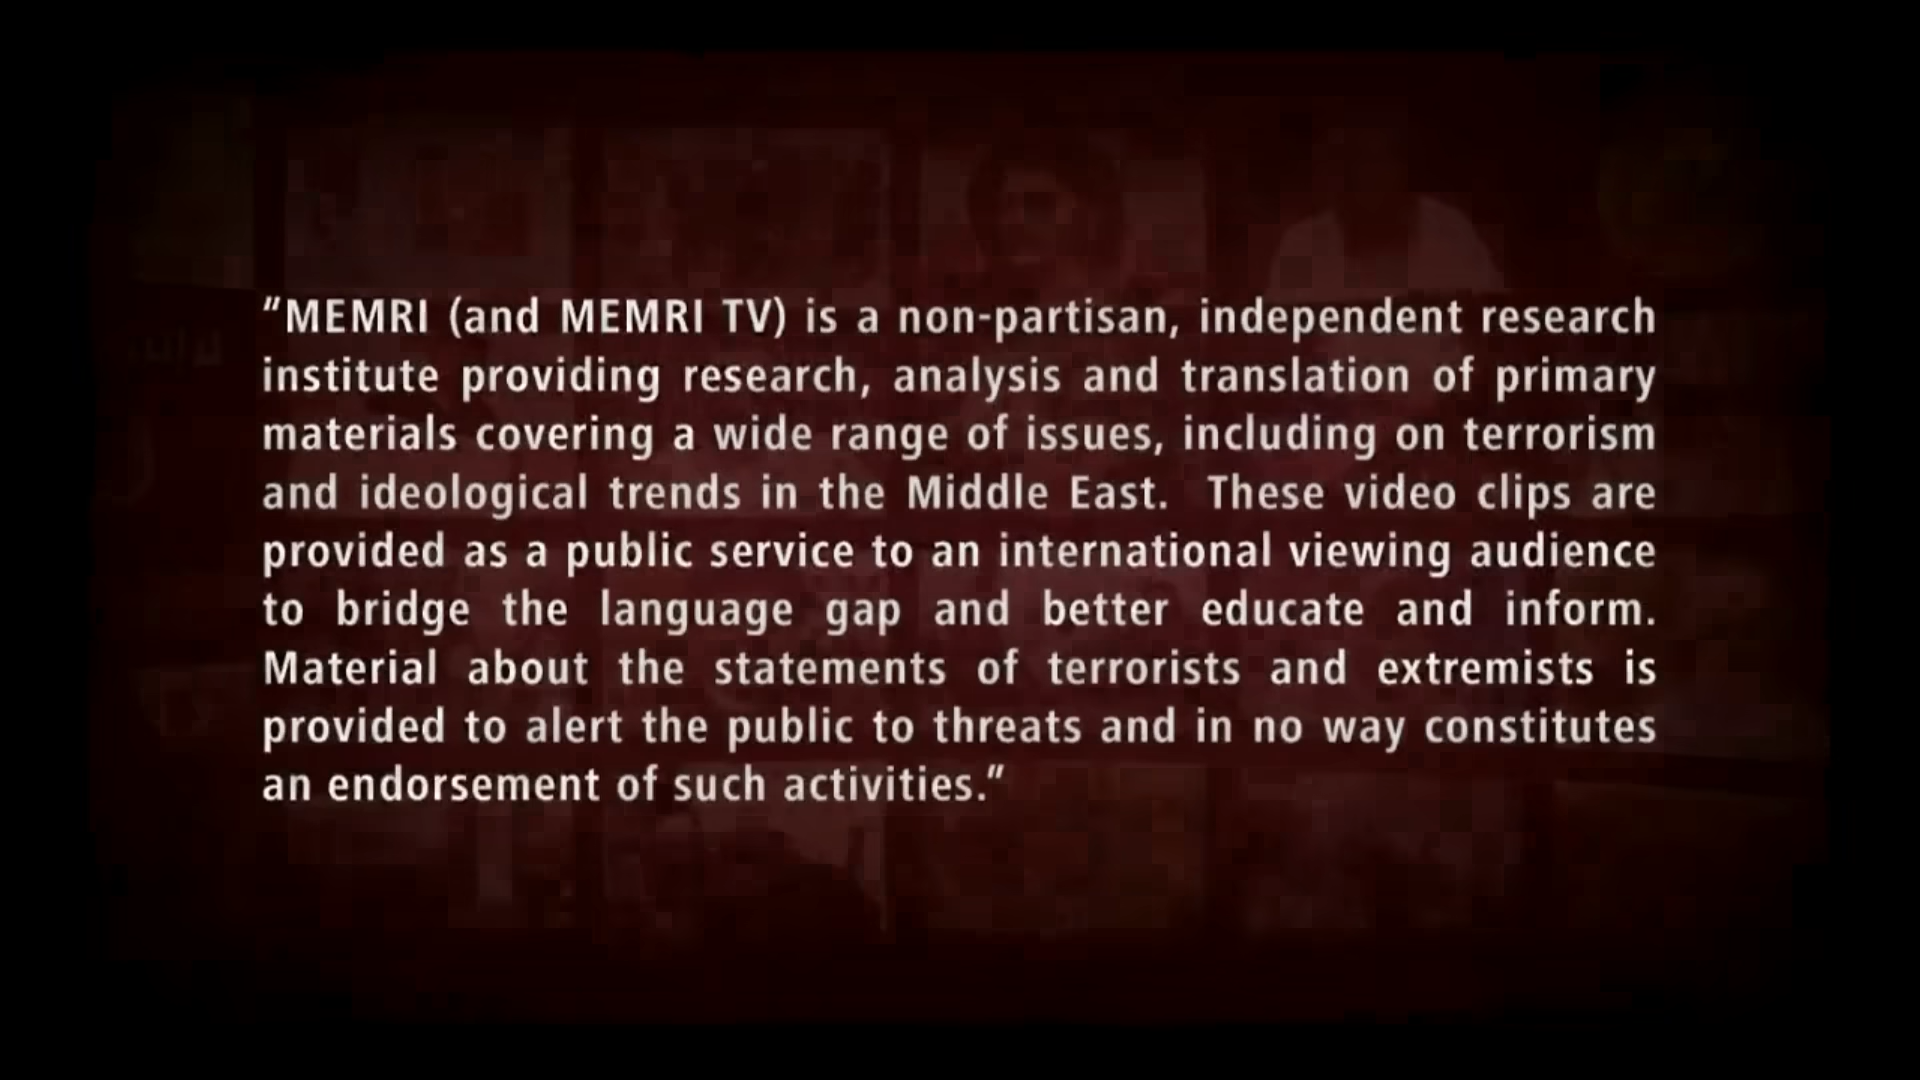 "MEMRI (and MEMRI TV) is a non-partisan, independent research
institute providing research, analysis and translation of primary
materials covering a wide range of issues, including on terrorism
and ideological trends in the Middle East.  These video clips are
provided as a public service to an international viewing audience
to bridge the language gap and better educate and inform.
Material about the statements of terrorists and extremists is
provided to alert the public to threats and in no way constitutes
an endorsement of such activities."